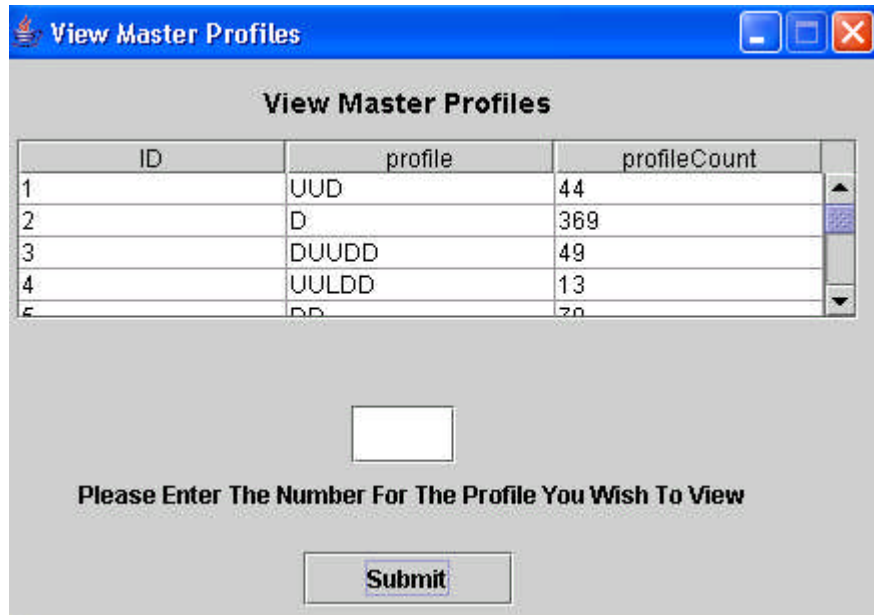 View Master Profiles
View Master Profiles
ID profile profileCount
1 UUD 44
2 D 369
3 DUUDD 49
4 UULDD 13
Please Enter The Number For The Profile You Wish To View
Submit